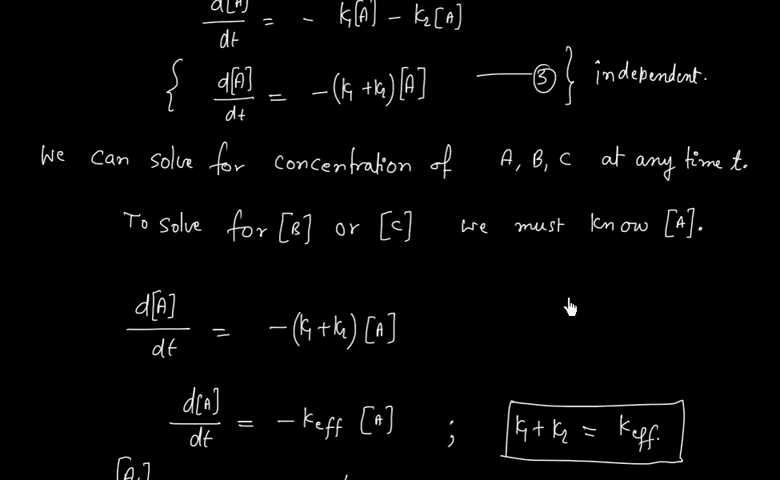 d[A]/dt = - k1[A] - k2[A]
{ d[A]/dt = -(k1+k2)[A] ——— ③ } independent.
We can solve for concentration of A, B, C at any time t.
To solve for [B] or [C] we must know [A].
d[A]/dt = -(k1+k2)[A]
d[A]/dt = -keff [A] ; k1+k2 = keff.
[A]